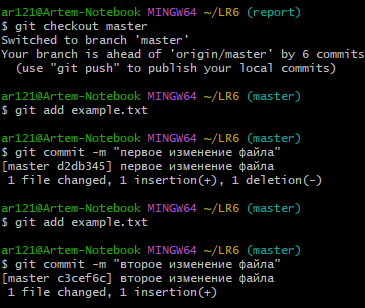 ar121@Artem-Notebook MINGW64 ~/LR6 (report)
$ git checkout master
Switched to branch 'master'
Your branch is ahead of 'origin/master' by 6 commits
(use "git push" to publish your local commits)
ar121@Artem-Notebook MINGW64 ~/LR6 (master)
$ git add example.txt
ar121@Artem-Notebook MINGW64 ~/LR6 (master)
$ git commit -m "первое изменение файла"
[master d2db345] первое изменение файла
1 file changed, 1 insertion(+), 1 deletion(-)
ar121@Artem-Notebook MINGW64 ~/LR6 (master)
$ git add example.txt
ar121@Artem-Notebook MINGW64 ~/LR6 (master)
$ git commit -m "второе изменение файла"
[master c3cef6c] второе изменение файла
1 file changed, 1 insertion(+)